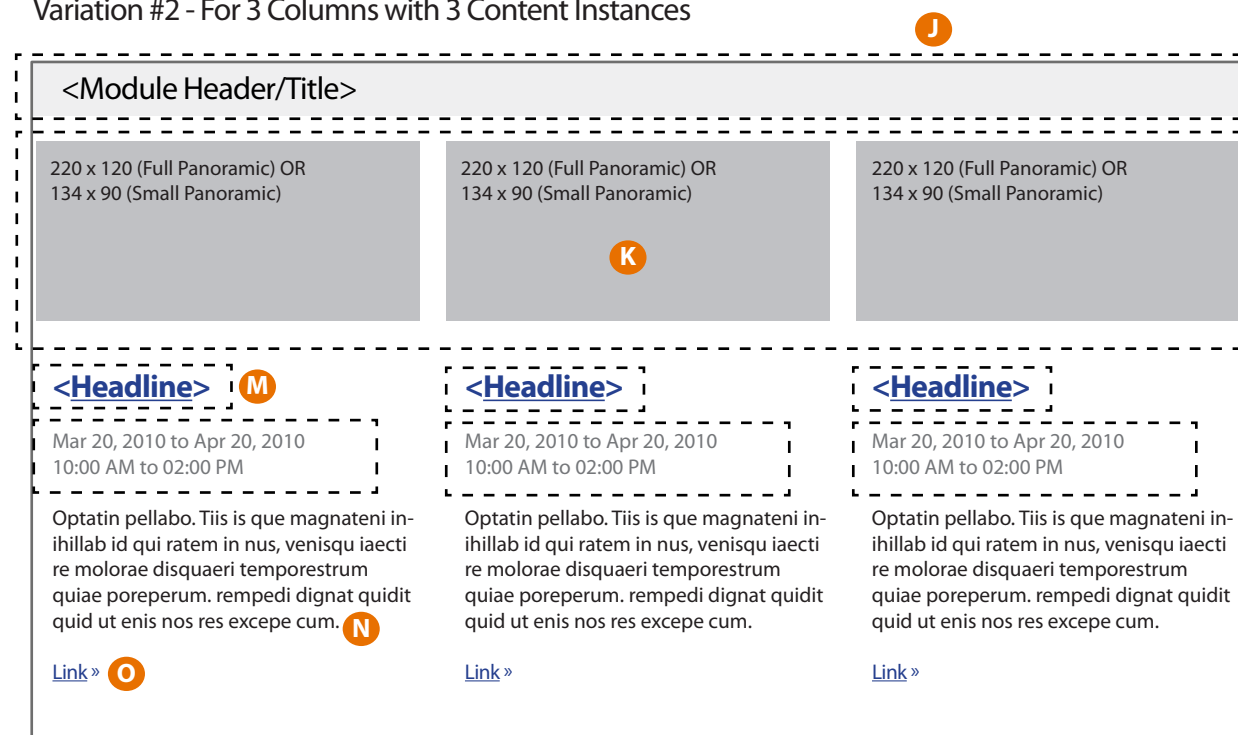 Variation #2 - For 3 Columns with 3 Content Instances
J
<Module Header/Title>
220 x 120 (Full Panoramic) OR
134 x 90 (Small Panoramic)
220 x 120 (Full Panoramic) OR
134 x 90 (Small Panoramic)
K
220 x 120 (Full Panoramic) OR
134 x 90 (Small Panoramic)
<Headline>
M
Mar 20, 2010 to Apr 20, 2010
10:00 AM to 02:00 PM
Optatin pellabo. Tiis is que magnateni in-
ihillab id qui ratem in nus, venisqu iaecti
re molorae disquaeri temporestrum
quiae poreperum. rempedi dignat quidit
quid ut enis nos res excepe cum.
N
Link »
O
<Headline>
Mar 20, 2010 to Apr 20, 2010
10:00 AM to 02:00 PM
Optatin pellabo. Tiis is que magnateni in-
ihillab id qui ratem in nus, venisqu iaecti
re molorae disquaeri temporestrum
quiae poreperum. rempedi dignat quidit
quid ut enis nos res excepe cum.
Link »
<Headline>
Mar 20, 2010 to Apr 20, 2010
10:00 AM to 02:00 PM
Optatin pellabo. Tiis is que magnateni in-
ihillab id qui ratem in nus, venisqu iaecti
re molorae disquaeri temporestrum
quiae poreperum. rempedi dignat quidit
quid ut enis nos res excepe cum.
Link »